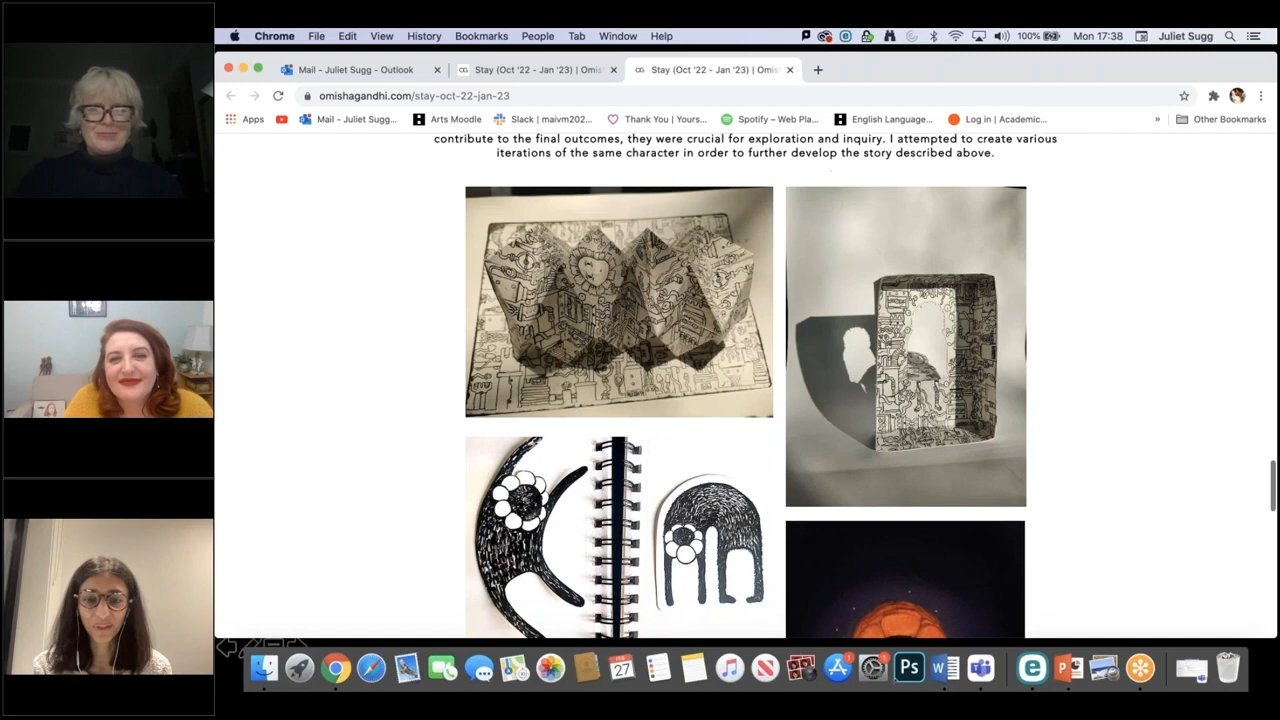 Chrome File Edit View History Bookmarks People Tab Window Help 100% Mon 17:38 Juliet Sugg
Mail - Juliet Sugg - Outlook Stay (Oct '22 - Jan '23) | Omis Stay (Oct '22 - Jan '23) | Omis
omishagandhi.com/stay-oct-22-jan-23
Apps Mail - Juliet Sugg... Arts Moodle Slack | maivm202... Thank You | Yours... Spotify – Web Pla... English Language... Log in | Academic... » Other Bookmarks
contribute to the final outcomes, they were crucial for exploration and inquiry. I attempted to create various
iterations of the same character in order to further develop the story described above.
FEB
27
Ps